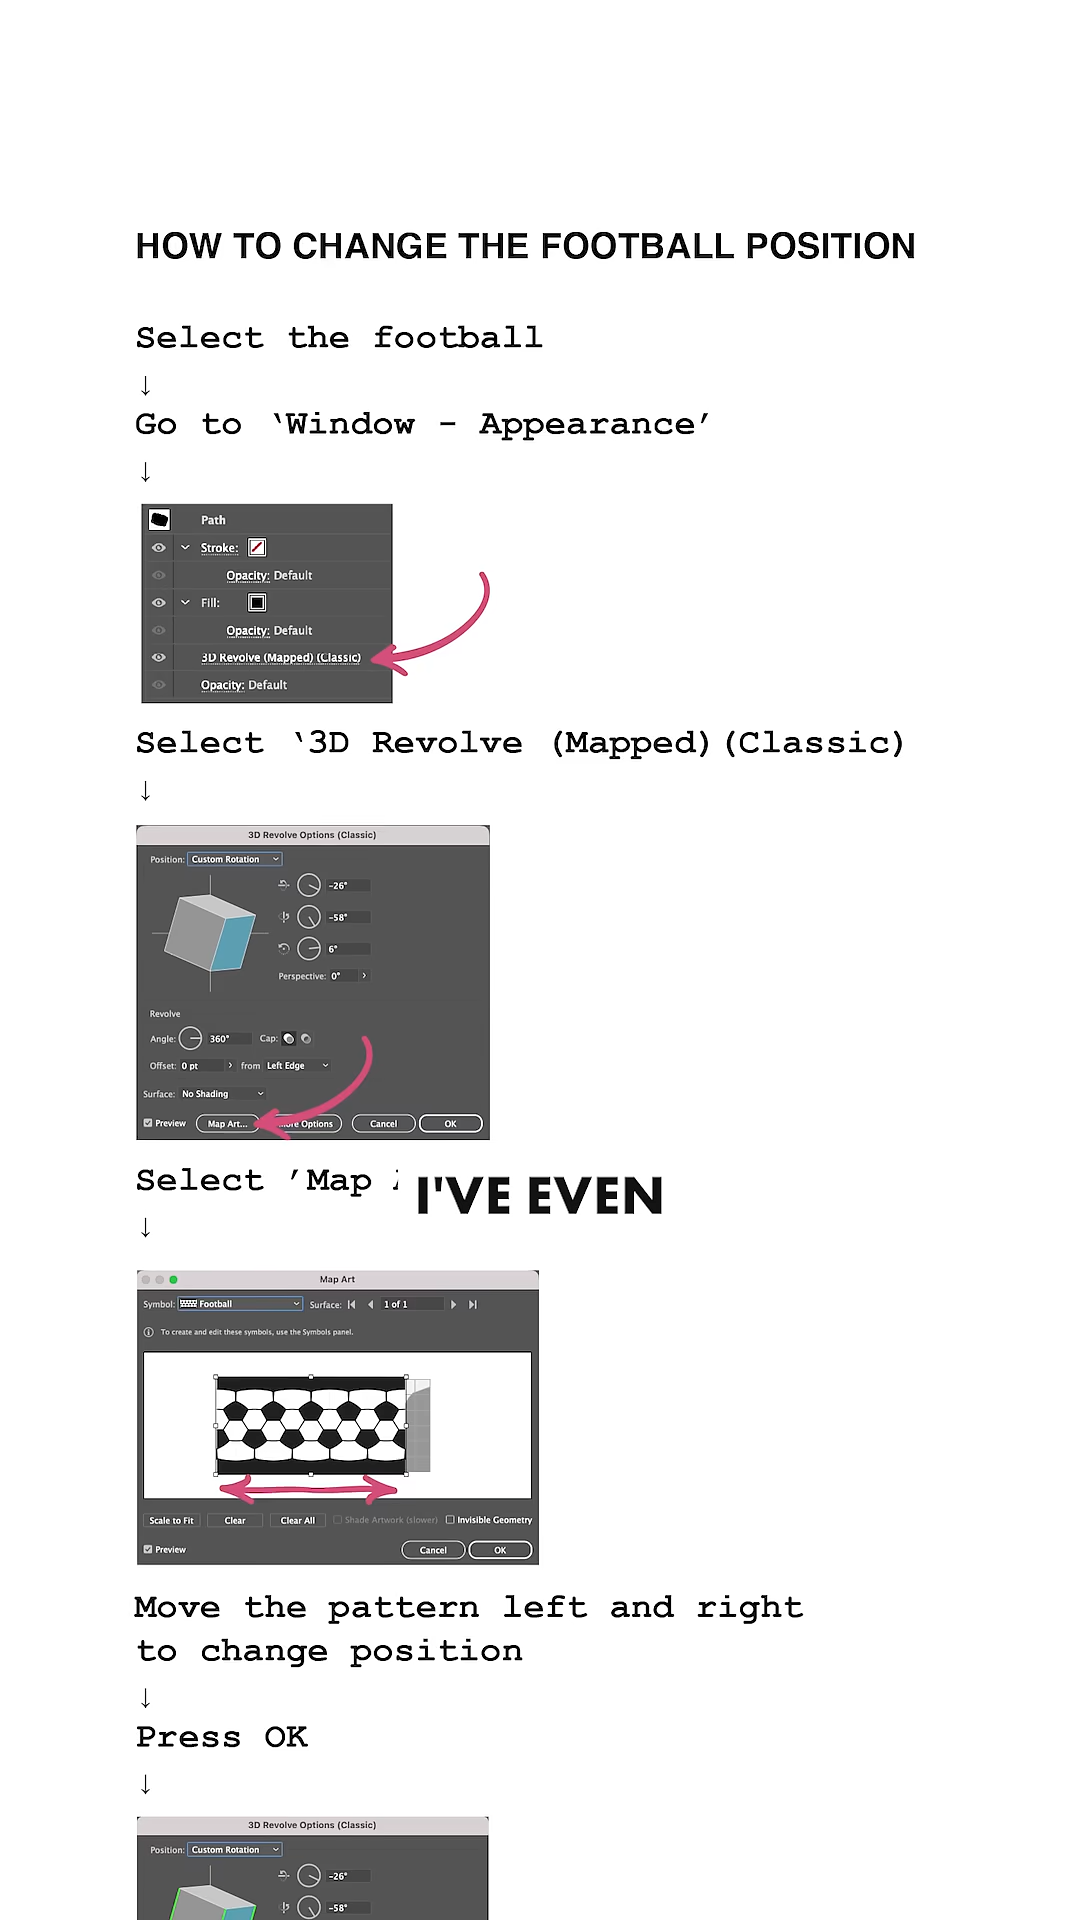 HOW TO CHANGE THE FOOTBALL POSITION
Select the football
↓
Go to ‘Window - Appearance’
↓
Path
Stroke:
Opacity: Default
Fill:
Opacity: Default
3D Revolve (Mapped) (Classic)
Opacity: Default
Select ‘3D Revolve (Mapped)(Classic)
↓
3D Revolve Options (Classic)
Position: Custom Rotation
-26°
-58°
6°
Perspective: 0°
Revolve
Angle: 360° Cap:
Offset: 0 pt from Left Edge
Surface: No Shading
Preview Map Art... Options Cancel OK
Select ’Map
I'VE EVEN
↓
Map Art
Symbol: Football Surface: 1 of 1
To create and edit these symbols, use the Symbols panel.
Scale to Fit Clear Clear All Shade Artwork (slower) Invisible Geometry
Preview Cancel OK
Move the pattern left and right
to change position
↓
Press OK
↓
3D Revolve Options (Classic)
Position: Custom Rotation
-26°
-58°